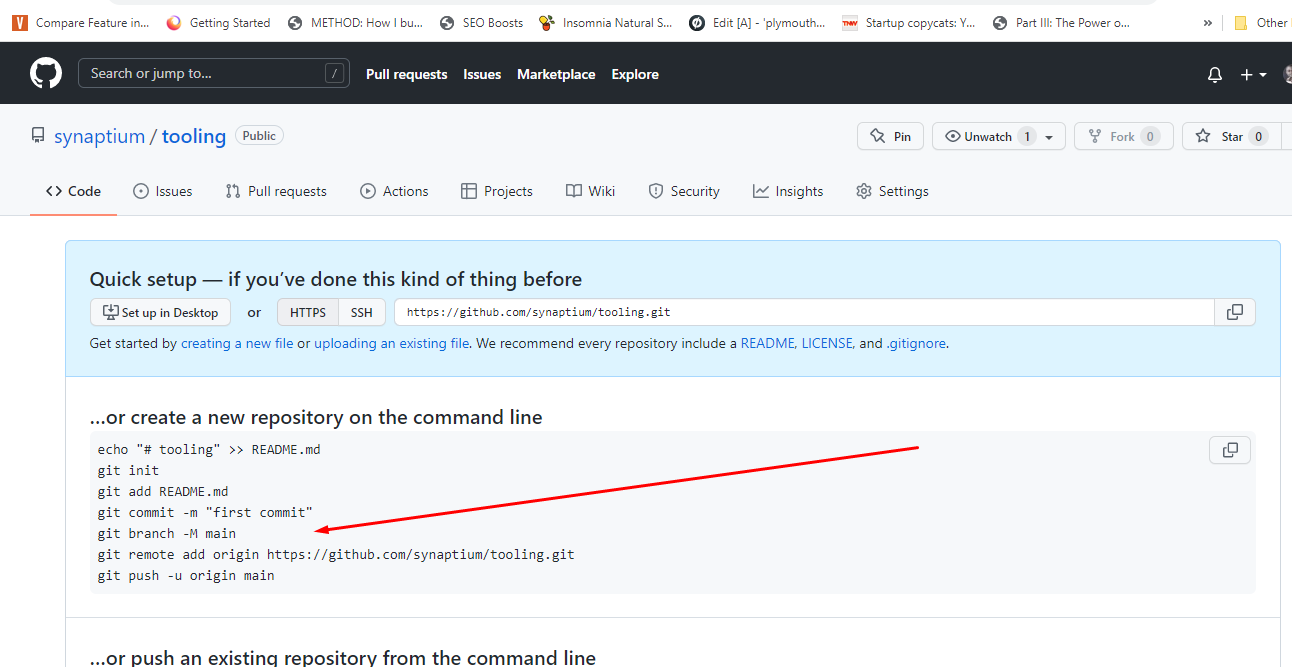 Compare Feature in... Getting Started METHOD: How I bu... SEO Boosts Insomnia Natural S... Edit [A] - 'plymouth... Startup copycats: Y... Part III: The Power o... » Other
Search or jump to... / Pull requests Issues Marketplace Explore
synaptium / tooling Public Pin Unwatch 1 Fork 0 Star 0
Code Issues Pull requests Actions Projects Wiki Security Insights Settings
Quick setup — if you’ve done this kind of thing before
Set up in Desktop or HTTPS SSH https://github.com/synaptium/tooling.git
Get started by creating a new file or uploading an existing file. We recommend every repository include a README, LICENSE, and .gitignore.
…or create a new repository on the command line
echo "# tooling" >> README.md
git init
git add README.md
git commit -m "first commit"
git branch -M main
git remote add origin https://github.com/synaptium/tooling.git
git push -u origin main
…or push an existing repository from the command line